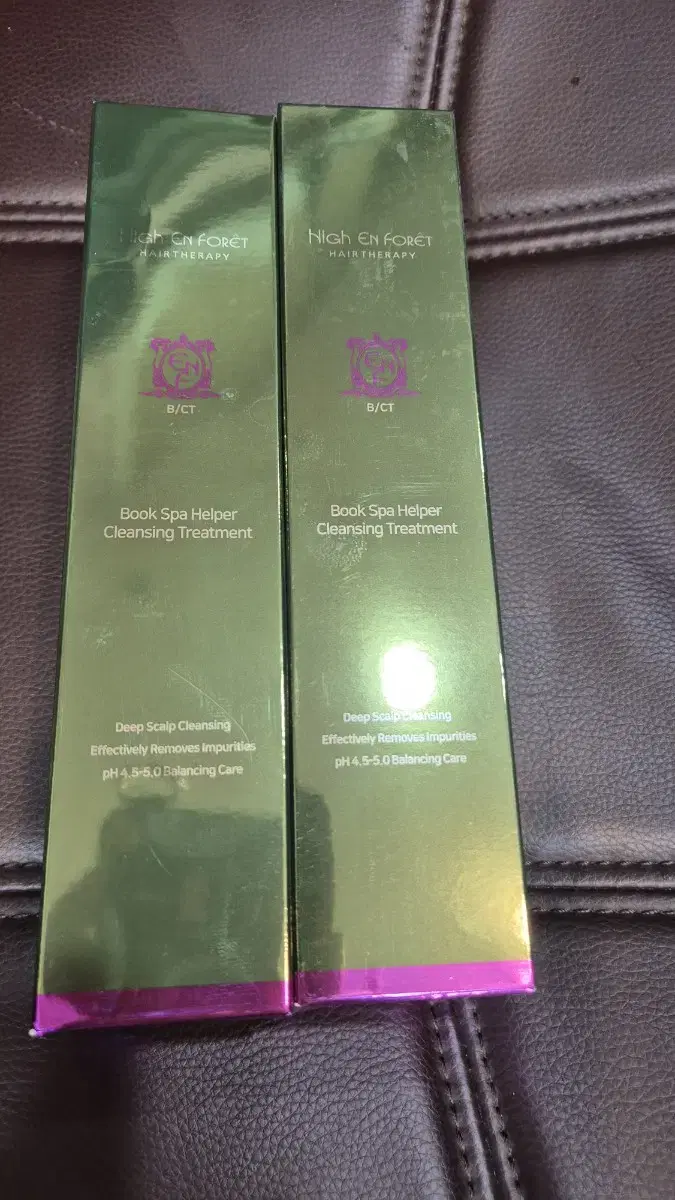 High En Forêt
HAIRTHERAPY
B/CT
Book Spa Helper
Cleansing Treatment
Deep Scalp Cleansing
Effectively Removes Impurities
pH 4.5-5.0 Balancing Care
High En Forêt
HAIRTHERAPY
B/CT
Book Spa Helper
Cleansing Treatment
Deep Scalp Cleansing
Effectively Removes Impurities
pH 4.5-5.0 Balancing Care